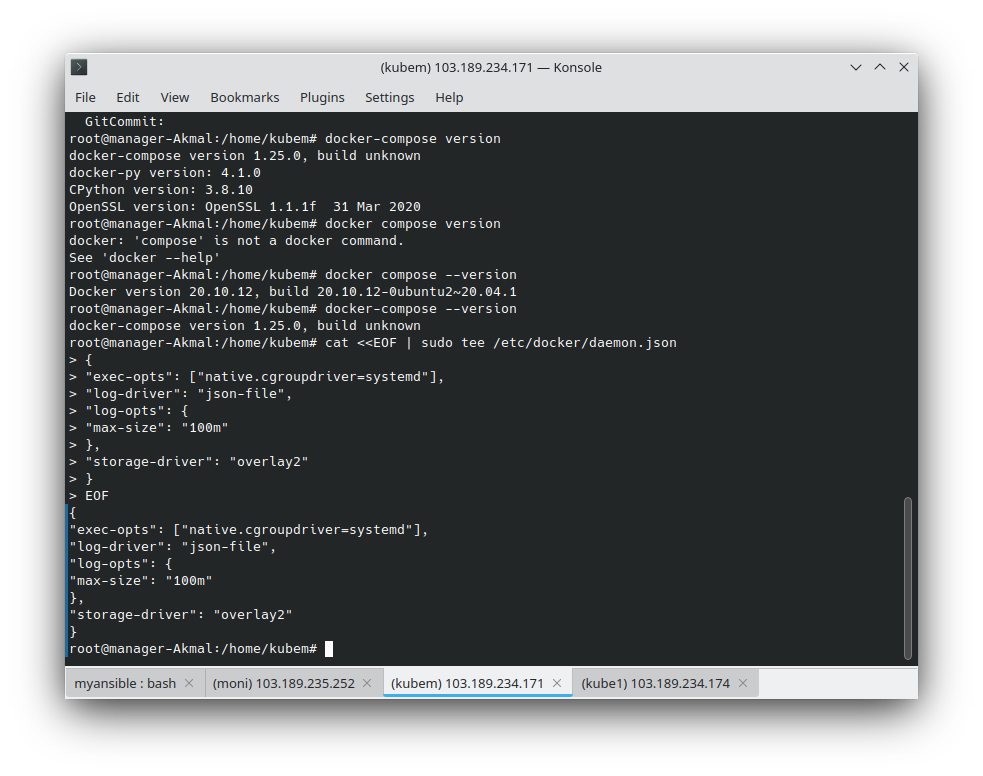 (kubem) 103.189.234.171 — Konsole
File Edit View Bookmarks Plugins Settings Help
  GitCommit:
root@manager-Akmal:/home/kubem# docker-compose version
docker-compose version 1.25.0, build unknown
docker-py version: 4.1.0
CPython version: 3.8.10
OpenSSL version: OpenSSL 1.1.1f  31 Mar 2020
root@manager-Akmal:/home/kubem# docker compose version
docker: 'compose' is not a docker command.
See 'docker --help'
root@manager-Akmal:/home/kubem# docker compose --version
Docker version 20.10.12, build 20.10.12-0ubuntu2~20.04.1
root@manager-Akmal:/home/kubem# docker-compose --version
docker-compose version 1.25.0, build unknown
root@manager-Akmal:/home/kubem# cat <<EOF | sudo tee /etc/docker/daemon.json
> {
> "exec-opts": ["native.cgroupdriver=systemd"],
> "log-driver": "json-file",
> "log-opts": {
> "max-size": "100m"
> },
> "storage-driver": "overlay2"
> }
> EOF
{
"exec-opts": ["native.cgroupdriver=systemd"],
"log-driver": "json-file",
"log-opts": {
"max-size": "100m"
},
"storage-driver": "overlay2"
}
root@manager-Akmal:/home/kubem#
myansible : bash (moni) 103.189.235.252 (kubem) 103.189.234.171 (kube1) 103.189.234.174